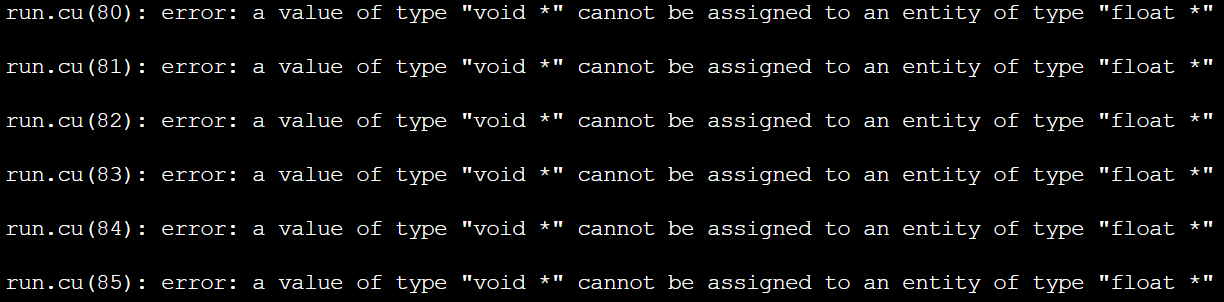 run.cu(80): error: a value of type "void *" cannot be assigned to an entity of type "float *"
run.cu(81): error: a value of type "void *" cannot be assigned to an entity of type "float *"
run.cu(82): error: a value of type "void *" cannot be assigned to an entity of type "float *"
run.cu(83): error: a value of type "void *" cannot be assigned to an entity of type "float *"
run.cu(84): error: a value of type "void *" cannot be assigned to an entity of type "float *"
run.cu(85): error: a value of type "void *" cannot be assigned to an entity of type "float *"